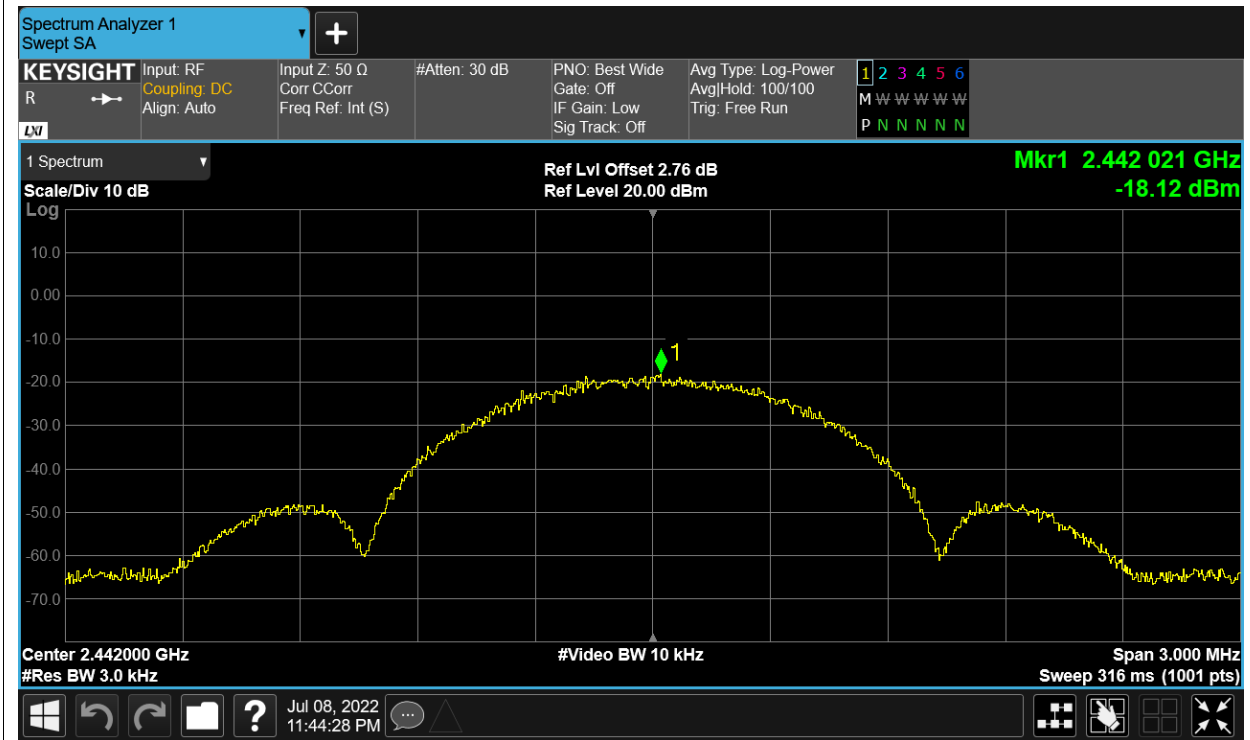 Spectrum Analyzer 1
Swept SA
KEYSIGHT
R
LXI
Input: RF
Coupling: DC
Align: Auto
Input Z: 50 Ω
Corr CCorr
Freq Ref: Int (S)
#Atten: 30 dB
PNO: Best Wide
Gate: Off
IF Gain: Low
Sig Track: Off
Avg Type: Log-Power
Avg|Hold: 100/100
Trig: Free Run
1 2 3 4 5 6
M W W W W W
P N N N N N
1 Spectrum
Scale/Div 10 dB
Ref Lvl Offset 2.76 dB
Ref Level 20.00 dBm
Mkr1 2.442 021 GHz
-18.12 dBm
Log
10.0
0.00
-10.0
1
-20.0
-30.0
-40.0
-50.0
-60.0
-70.0
Center 2.442000 GHz
#Res BW 3.0 kHz
#Video BW 10 kHz
Span 3.000 MHz
Sweep 316 ms (1001 pts)
?
Jul 08, 2022
11:44:28 PM